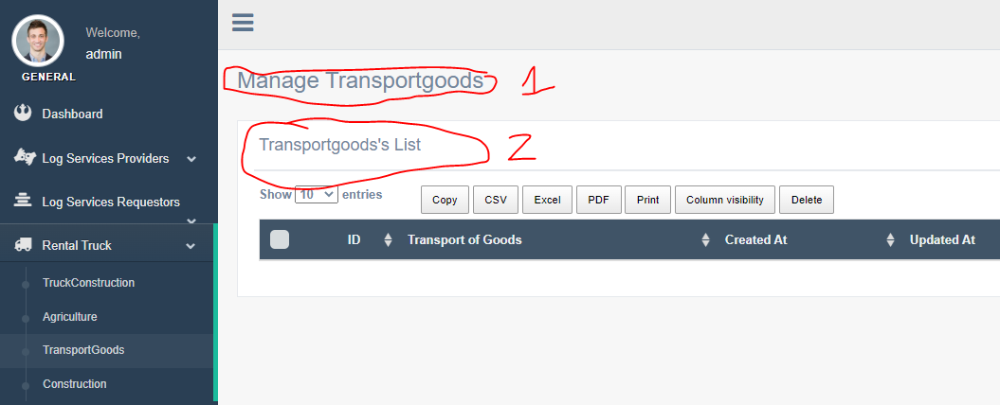 Welcome,
admin
GENERAL
Dashboard
Log Services Providers
Log Services Requestors
Rental Truck
TruckConstruction
Agriculture
TransportGoods
Construction
Manage Transportgoods 1
Transportgoods's List 2
Show 10 entries Copy CSV Excel PDF Print Column visibility Delete
ID Transport of Goods Created At Updated At